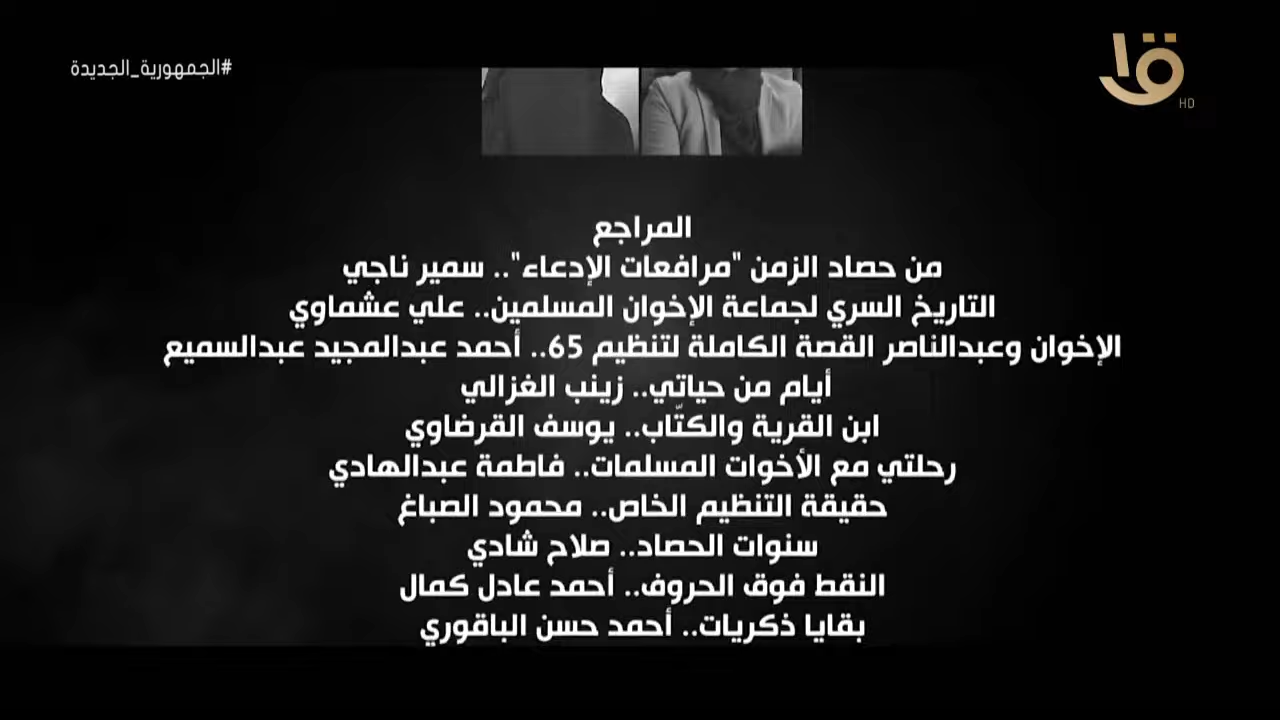 #الجمهورية_الجديدة
HD
المراجع
من حصاد الزمن "مرافعات الإدعاء".. سمير ناجي
التاريخ السري لجماعة الإخوان المسلمين.. علي عشماوي
الإخوان وعبدالناصر القصة الكاملة لتنظيم 65.. أحمد عبدالمجيد عبدالسميع
أيام من حياتي.. زينب الغزالي
ابن القرية والكتّاب.. يوسف القرضاوي
رحلتي مع الأخوات المسلمات.. فاطمة عبدالهادي
حقيقة التنظيم الخاص.. محمود الصباغ
سنوات الحصاد.. صلاح شادي
النقط فوق الحروف.. أحمد عادل كمال
بقايا ذكريات.. أحمد حسن الباقوري